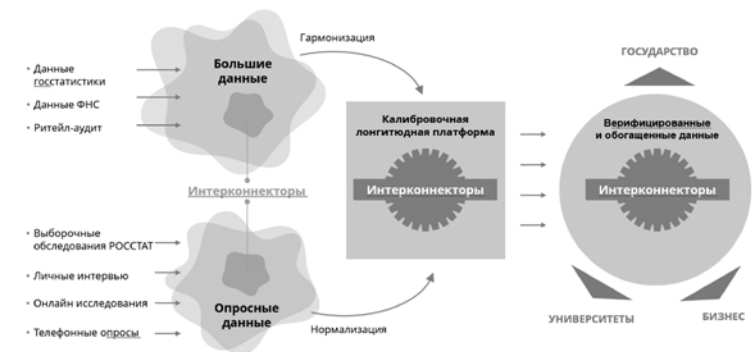 Большие
данные
• Данные
госстатистики
• Данные ФНС
• Ритейл-аудит
Гармонизация
Интерконнекторы
• Выборочные
обследования РОССТАТ
• Личные интервью
• Онлайн исследования
• Телефонные опросы
Опросные
данные
Нормализация
Калибровочная
лонгитюдная платформа
Интерконнекторы
ГОСУДАРСТВО
Верифицированные
и обогащенные данные
Интерконнекторы
УНИВЕРСИТЕТЫ
БИЗНЕС